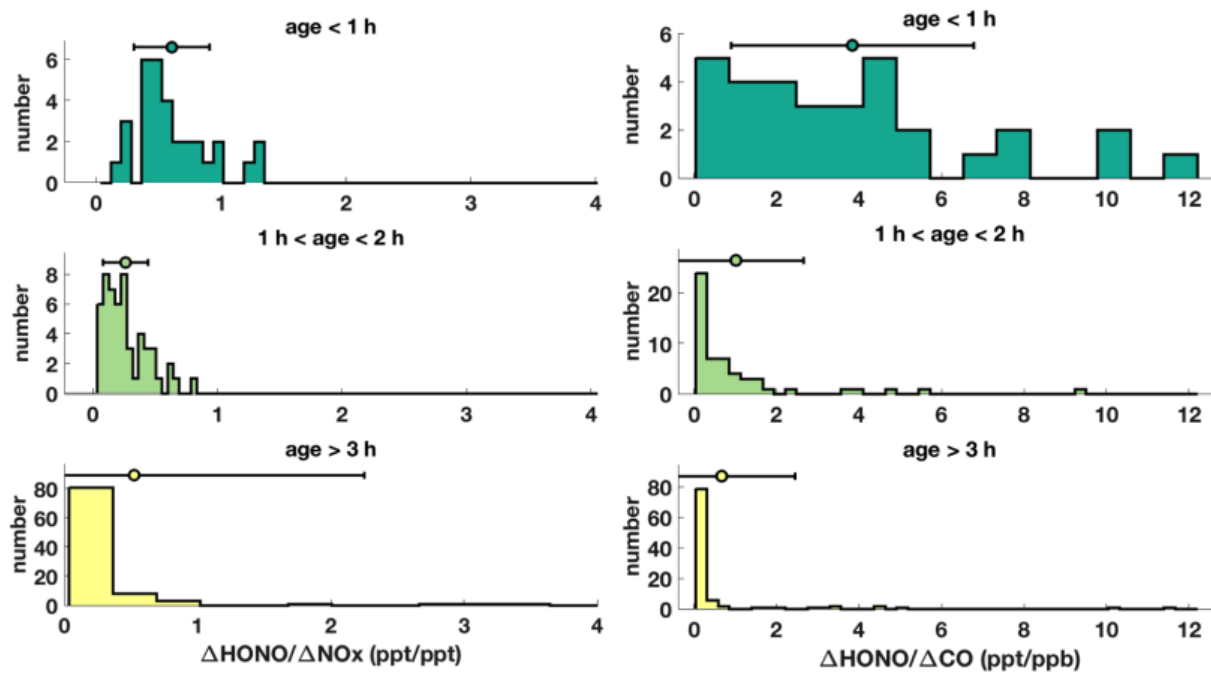 age < 1 h
number
6
4
2
0
0 1 2 3 4
1 h < age < 2 h
number
8
6
4
2
0
0 1 2 3 4
age > 3 h
number
80
60
40
20
0
0 1 2 3 4
ΔHONO/ΔNOx (ppt/ppt)
age < 1 h
number
6
4
2
0
0 2 4 6 8 10 12
1 h < age < 2 h
number
20
10
0
0 2 4 6 8 10 12
age > 3 h
number
80
60
40
20
0
0 2 4 6 8 10 12
ΔHONO/ΔCO (ppt/ppb)